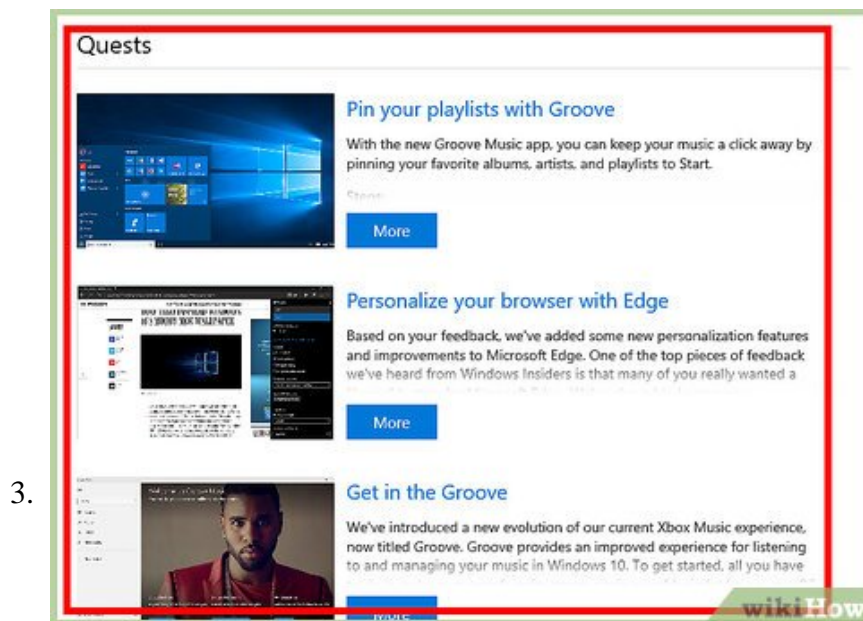 Quests
Pin your playlists with Groove
With the new Groove Music app, you can keep your music a click away by
pinning your favorite albums, artists, and playlists to Start.
Steps:
More
Personalize your browser with Edge
Based on your feedback, we've added some new personalization features
and improvements to Microsoft Edge. One of the top pieces of feedback
we've heard from Windows Insiders is that many of you really wanted a
More
3.
Get in the Groove
We've introduced a new evolution of our current Xbox Music experience,
now titled Groove. Groove provides an improved experience for listening
to and managing your music in Windows 10. To get started, all you have
More
wikiHow